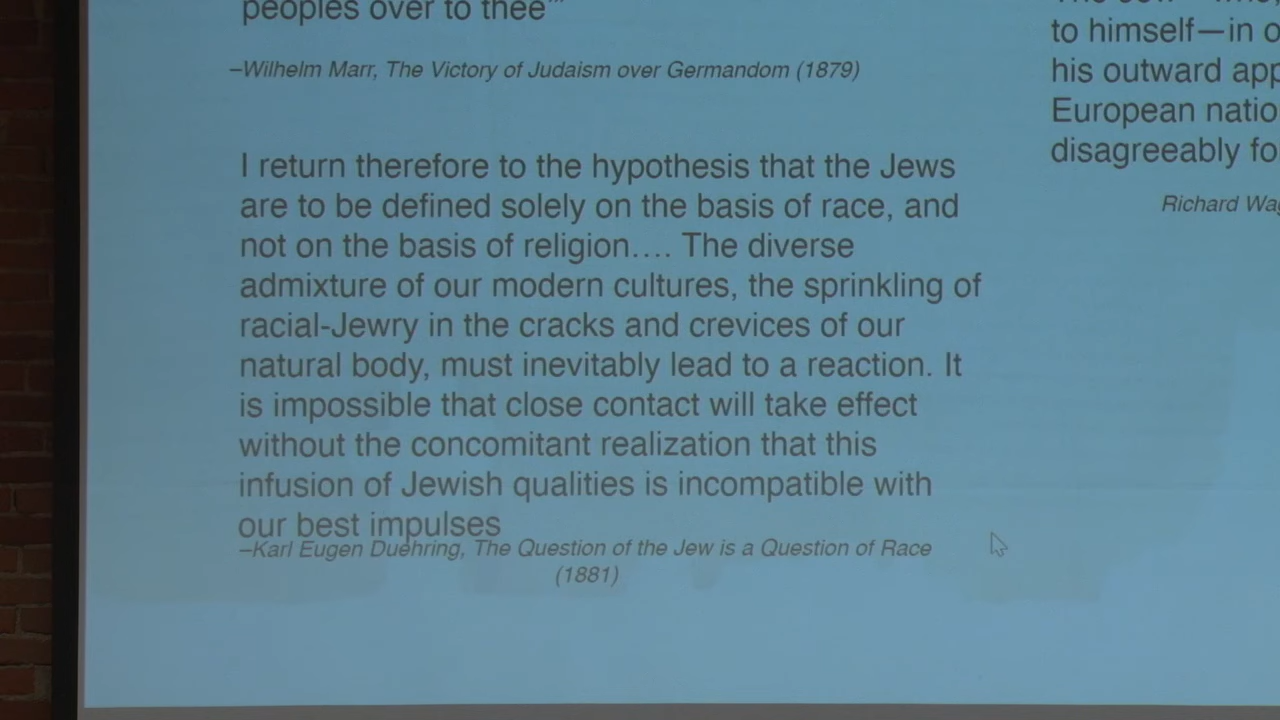 peoples over to thee'"
–Wilhelm Marr, The Victory of Judaism over Germandom (1879)
I return therefore to the hypothesis that the Jews
are to be defined solely on the basis of race, and
not on the basis of religion…. The diverse
admixture of our modern cultures, the sprinkling of
racial-Jewry in the cracks and crevices of our
natural body, must inevitably lead to a reaction. It
is impossible that close contact will take effect
without the concomitant realization that this
infusion of Jewish qualities is incompatible with
our best impulses
–Karl Eugen Duehring, The Question of the Jew is a Question of Race
(1881)
to himself—in
his outward
European
disagreeably
Richard